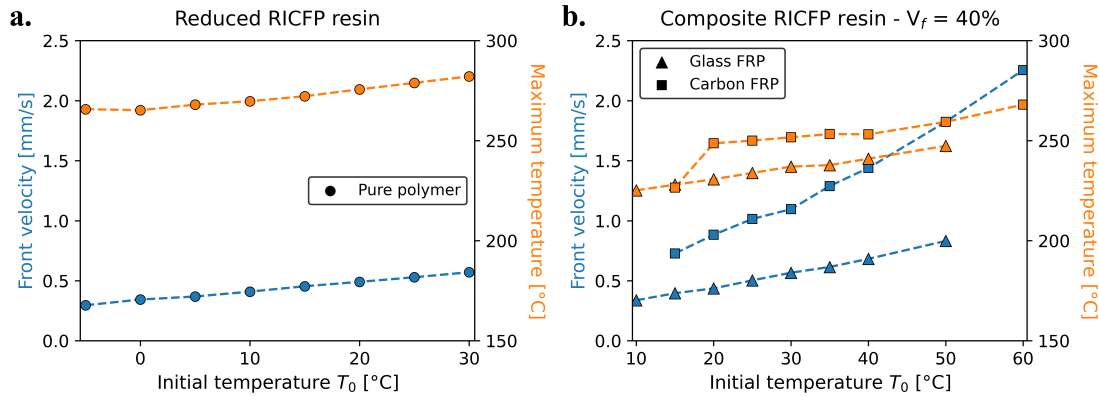 a.
Reduced RICFP resin
2.5
2.0
1.5
1.0
0.5
0.0
Front velocity [mm/s]
300
250
200
150
Maximum temperature [°C]
Pure polymer
0
10
20
30
Initial temperature T₀ [°C]
b.
Composite RICFP resin - V_f = 40%
2.5
2.0
1.5
1.0
0.5
0.0
Front velocity [mm/s]
300
250
200
150
Maximum temperature [°C]
Glass FRP
Carbon FRP
10
20
30
40
50
60
Initial temperature T₀ [°C]